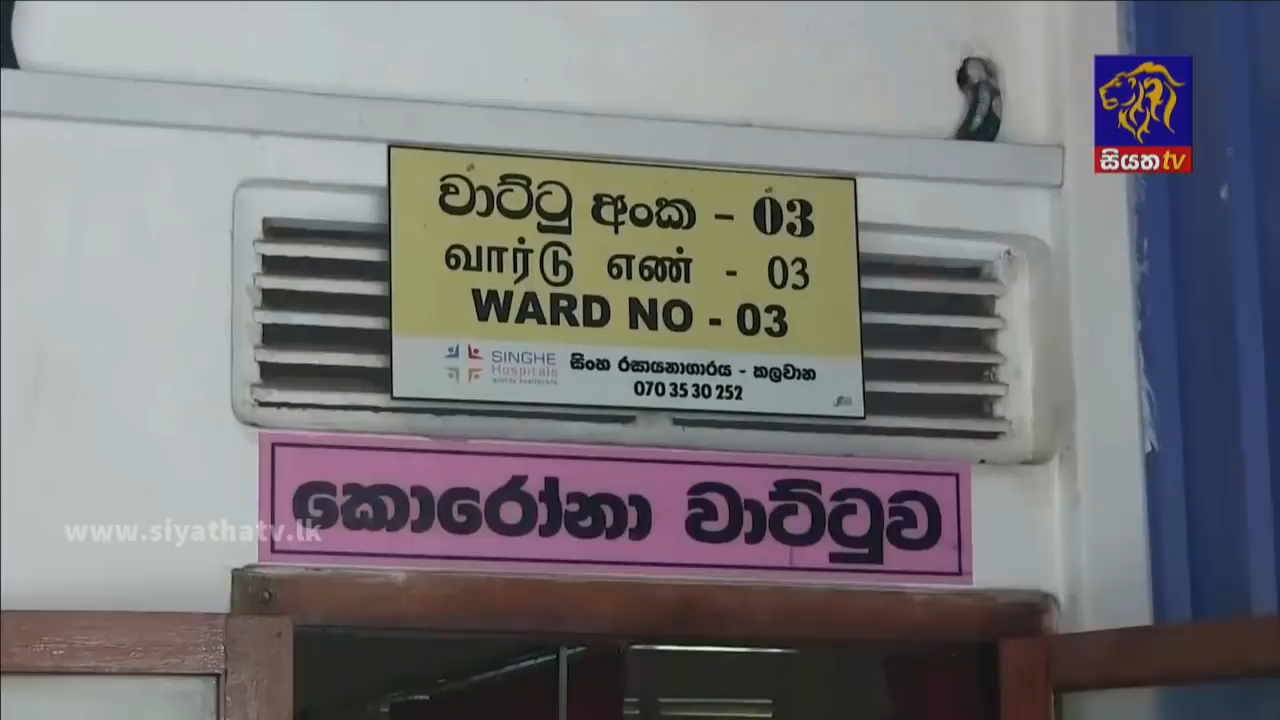 සියත tv
වාට්ටු අංක - 03
வார்டு எண் - 03
WARD NO - 03
SINGHE
Hospitals
සිංහ රසායනාගාරය - කලවාන
070 35 30 252
කොරෝනා වාට්ටුව
www.siyathatv.lk